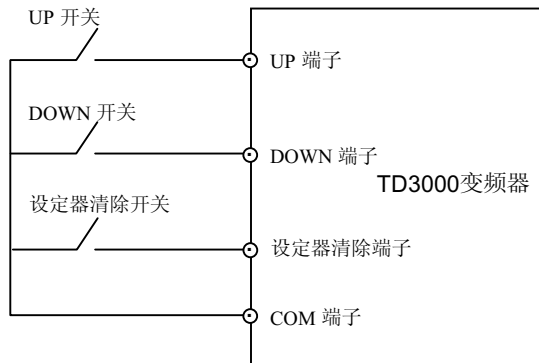 UP 开关
UP 端子
DOWN 开关
DOWN 端子
TD3000变频器
设定器清除开关
设定器清除端子
COM 端子